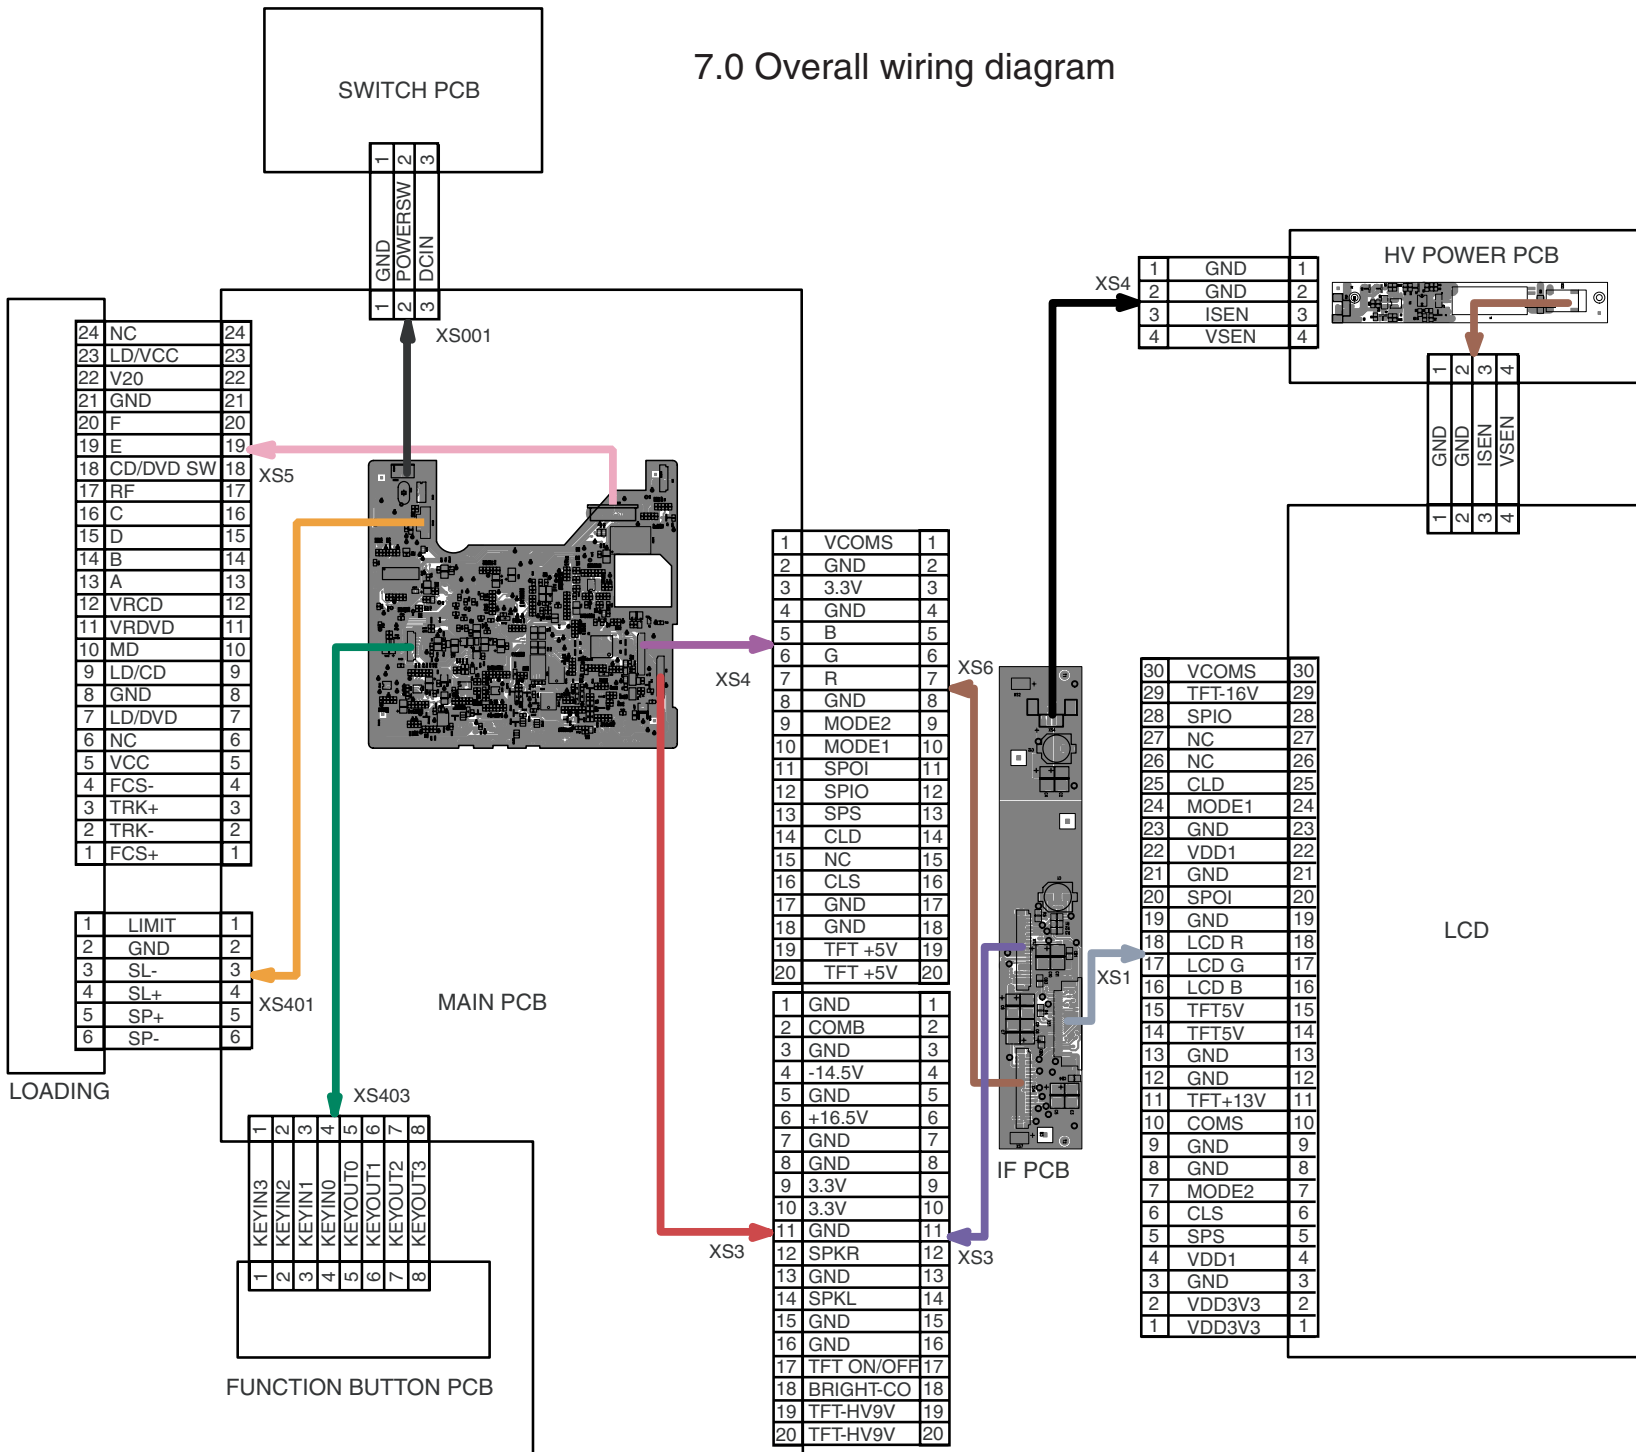 7.0 Overall wiring diagram
SWITCH PCB
1 2 3
GND POWERSW DCIN
1 2 3
XS001
24 NC 24
23 LD/VCC 23
22 V20 22
21 GND 21
20 F 20
19 E 19
18 CD/DVD SW 18
17 RF 17
16 C 16
15 D 15
14 B 14
13 A 13
12 VRCD 12
11 VRDVD 11
10 MD 10
9 LD/CD 9
8 GND 8
7 LD/DVD 7
6 NC 6
5 VCC 5
4 FCS- 4
3 TRK+ 3
2 TRK- 2
1 FCS+ 1
XS5
1 LIMIT 1
2 GND 2
3 SL- 3
4 SL+ 4
5 SP+ 5
6 SP- 6
XS401
LOADING
MAIN PCB
XS403
1 2 3 4 5 6 7 8
KEYIN3 KEYIN2 KEYIN1 KEYIN0 KEYOUT0 KEYOUT1 KEYOUT2 KEYOUT3
1 2 3 4 5 6 7 8
FUNCTION BUTTON PCB
XS4
1 VCOMS 1
2 GND 2
3 3.3V 3
4 GND 4
5 B 5
6 G 6
7 R 7
8 GND 8
9 MODE2 9
10 MODE1 10
11 SPOI 11
12 SPIO 12
13 SPS 13
14 CLD 14
15 NC 15
16 CLS 16
17 GND 17
18 GND 18
19 TFT +5V 19
20 TFT +5V 20
XS6
XS3
1 GND 1
2 COMB 2
3 GND 3
4 -14.5V 4
5 GND 5
6 +16.5V 6
7 GND 7
8 GND 8
9 3.3V 9
10 3.3V 10
11 GND 11
12 SPKR 12
13 GND 13
14 SPKL 14
15 GND 15
16 GND 16
17 TFT ON/OFF 17
18 BRIGHT-CO 18
19 TFT-HV9V 19
20 TFT-HV9V 20
XS3
IF PCB
XS4
1 GND 1
2 GND 2
3 ISEN 3
4 VSEN 4
HV POWER PCB
1 2 3 4
GND GND ISEN VSEN
1 2 3 4
XS1
30 VCOMS 30
29 TFT-16V 29
28 SPIO 28
27 NC 27
26 NC 26
25 CLD 25
24 MODE1 24
23 GND 23
22 VDD1 22
21 GND 21
20 SPOI 20
19 GND 19
18 LCD R 18
17 LCD G 17
16 LCD B 16
15 TFT5V 15
14 TFT5V 14
13 GND 13
12 GND 12
11 TFT+13V 11
10 COMS 10
9 GND 9
8 GND 8
7 MODE2 7
6 CLS 6
5 SPS 5
4 VDD1 4
3 GND 3
2 VDD3V3 2
1 VDD3V3 1
LCD